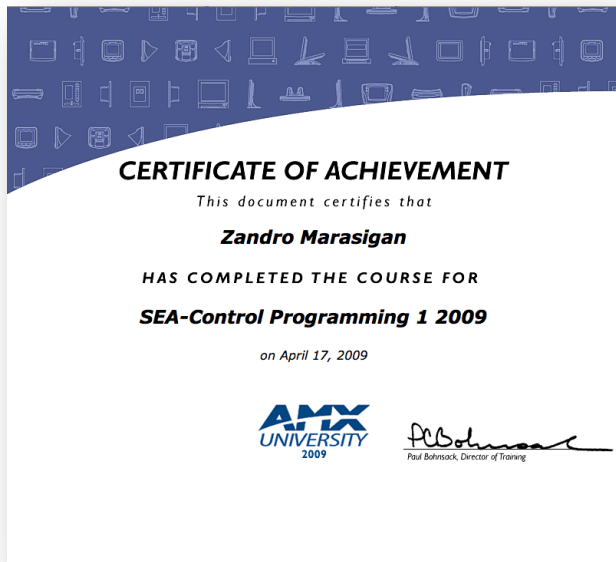 CERTIFICATE OF ACHIEVEMENT
This document certifies that
Zandro Marasigan
HAS COMPLETED THE COURSE FOR
SEA-Control Programming 1 2009
on April 17, 2009
AMX
UNIVERSITY
2009
PCBohnsack
Paul Bohnsack, Director of Training